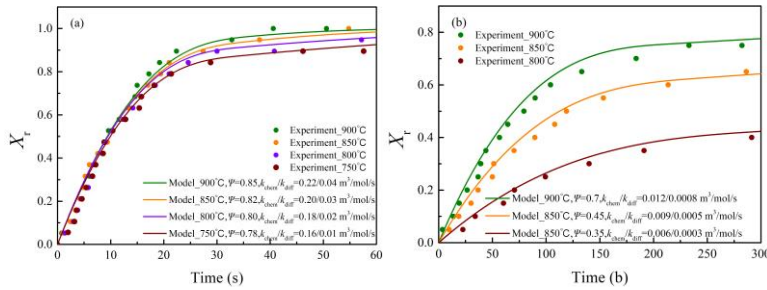 (a)
1.0
0.8
0.6
0.4
0.2
0.0
X_r
Experiment_900℃
Experiment_850℃
Experiment_800℃
Experiment_750℃
Model_900℃,Ψ=0.85,k_chem/k_diff=0.22/0.04 m³/mol/s
Model_850℃,Ψ=0.82,k_chem/k_diff=0.20/0.03 m³/mol/s
Model_800℃,Ψ=0.80,k_chem/k_diff=0.18/0.02 m³/mol/s
Model_750℃,Ψ=0.78,k_chem/k_diff=0.16/0.01 m³/mol/s
0 5 10 15 20 25 30 35 40 45 50 55 60
Time (s)
(b)
0.8
0.6
0.4
0.2
0.0
X_r
Experiment_900℃
Experiment_850℃
Experiment_800℃
Model_900℃,Ψ=0.7,k_chem/k_diff=0.012/0.0008 m³/mol/s
Model_850℃,Ψ=0.45,k_chem/k_diff=0.009/0.0005 m³/mol/s
Model_850℃,Ψ=0.35,k_chem/k_diff=0.006/0.0003 m³/mol/s
0 50 100 150 200 250 300
Time (b)